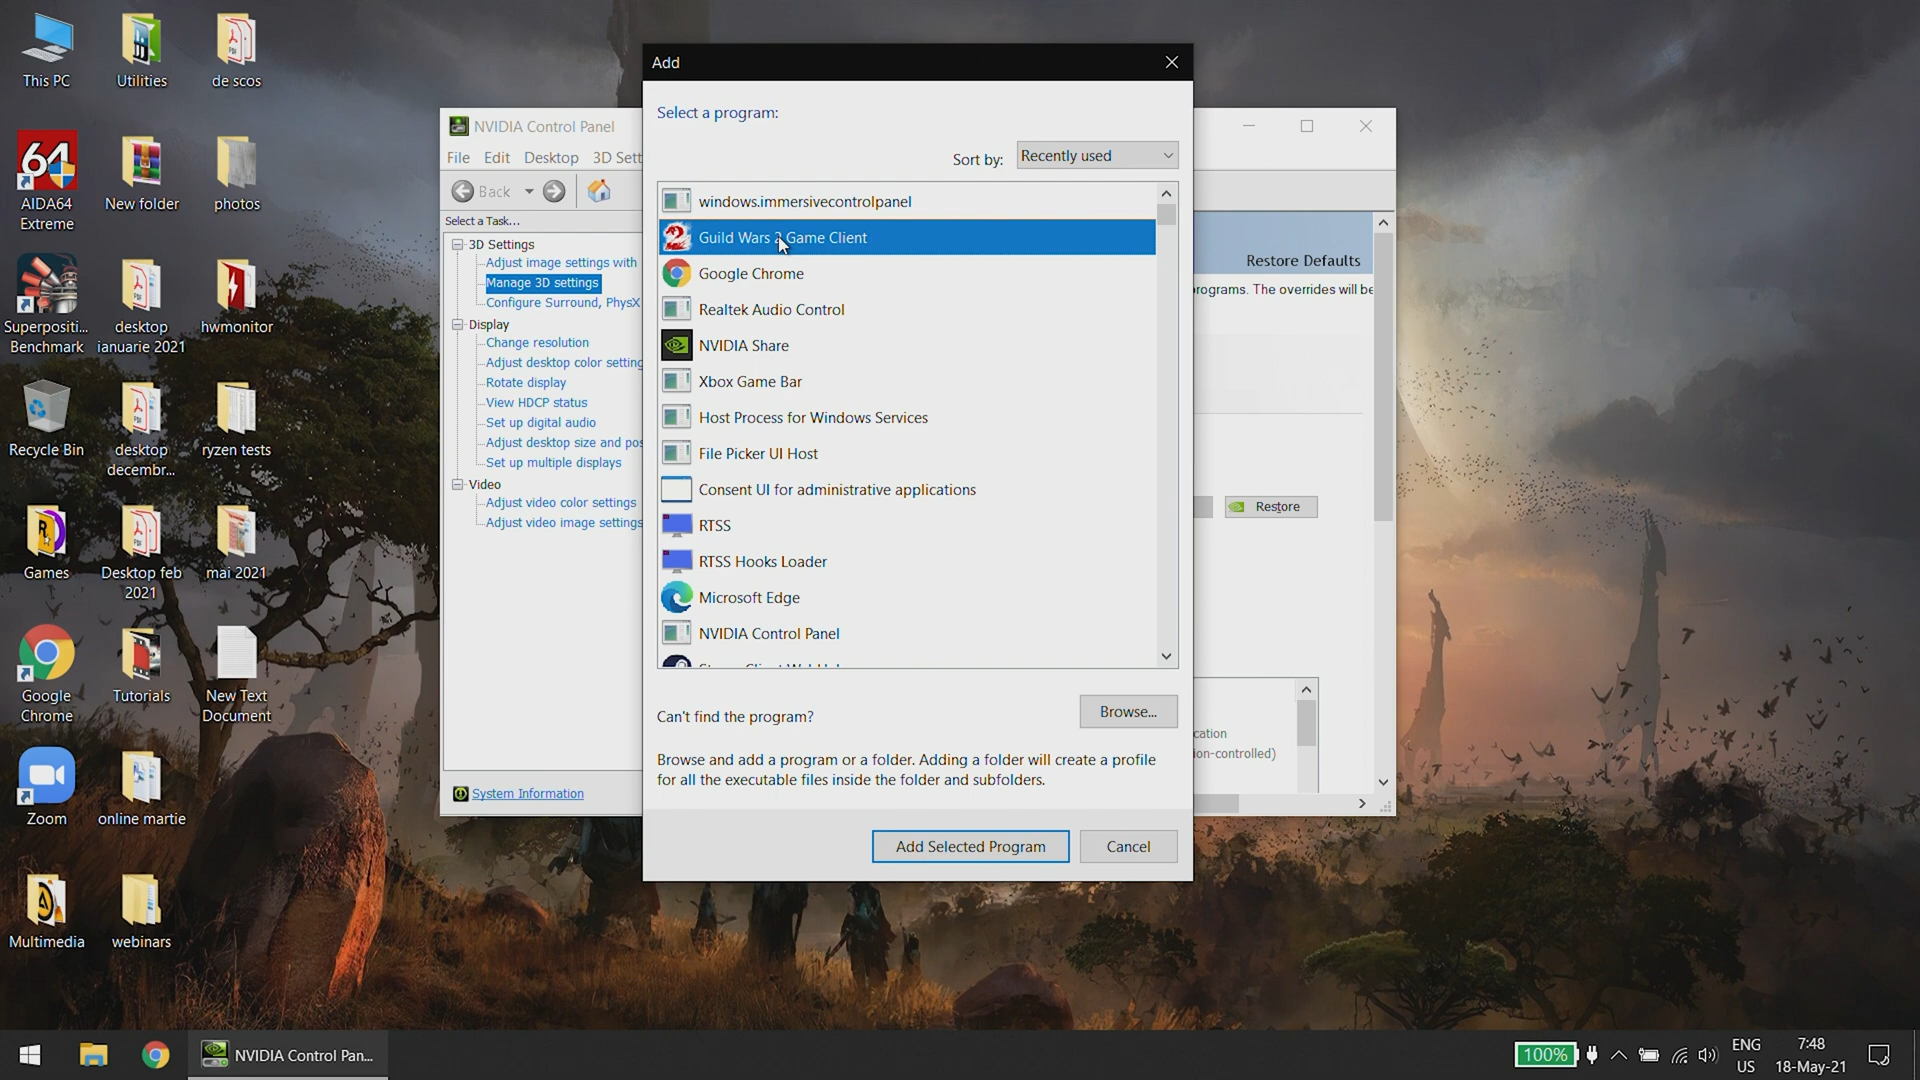 This PC
Utilities
de scos
AIDA64
Extreme
New folder
photos
Superpositi...
Benchmark
desktop
ianuarie 2021
hwmonitor
Recycle Bin
desktop
decembr...
ryzen tests
Games
Desktop feb
2021
mai 2021
Google
Chrome
Tutorials
New Text
Document
Zoom
online martie
Multimedia
webinars
NVIDIA Control Panel
File Edit Desktop 3D Sett
Back
Select a Task...
3D Settings
Adjust image settings with
Manage 3D settings
Configure Surround, PhysX
Display
Change resolution
Adjust desktop color setting
Rotate display
View HDCP status
Set up digital audio
Adjust desktop size and pos
Set up multiple displays
Video
Adjust video color settings
Adjust video image settings
System Information
Add
Select a program:
Sort by: Recently used
windows.immersivecontrolpanel
Guild Wars 2 Game Client
Google Chrome
Realtek Audio Control
NVIDIA Share
Xbox Game Bar
Host Process for Windows Services
File Picker UI Host
Consent UI for administrative applications
RTSS
RTSS Hooks Loader
Microsoft Edge
NVIDIA Control Panel
Can't find the program?
Browse...
Browse and add a program or a folder. Adding a folder will create a profile
for all the executable files inside the folder and subfolders.
Add Selected Program
Cancel
Restore Defaults
rograms. The overrides will be
Restore
cation
ion-controlled)
NVIDIA Control Pan...
100%
ENG
US
7:48
18-May-21